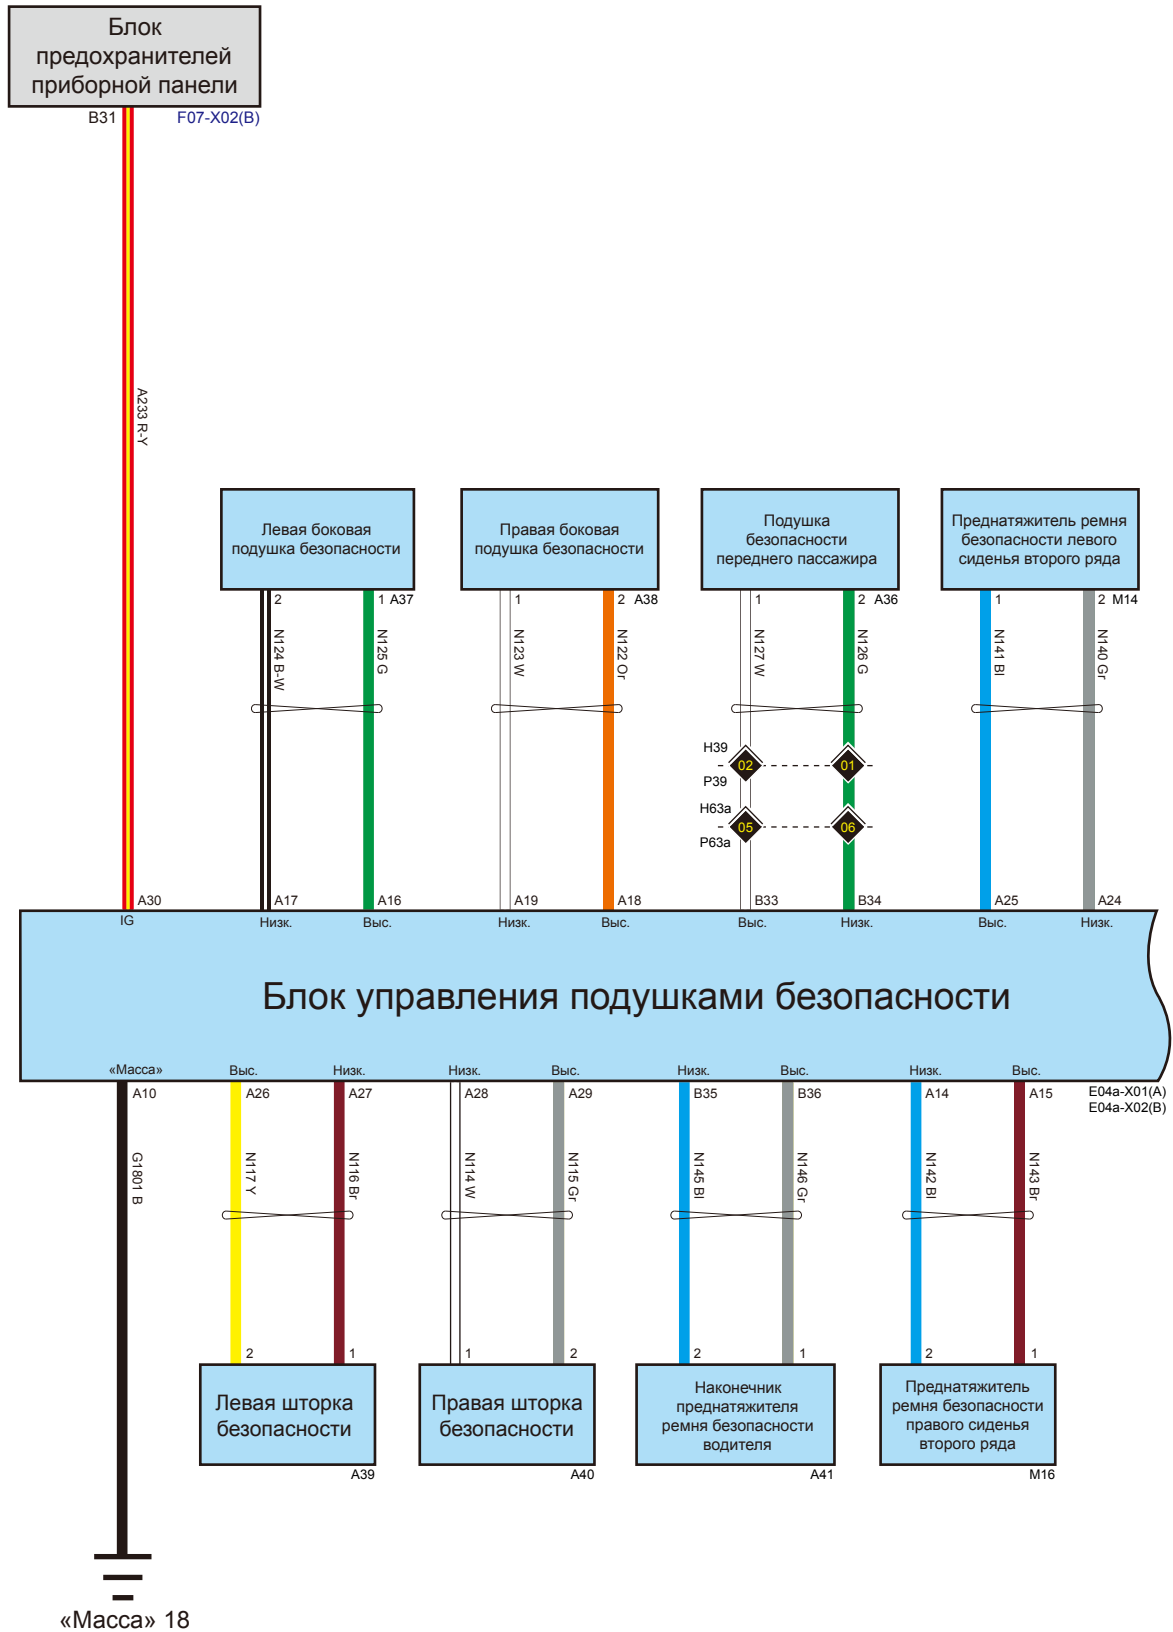 Блок
предохранителей
приборной панели
B31
F07-X02(B)
A233 R-Y
Левая боковая
подушка безопасности
Правая боковая
подушка безопасности
Подушка
безопасности
переднего пассажира
Преднатяжитель ремня
безопасности левого
сиденья второго ряда
2
1 A37
1
2 A38
1
2 A36
1
2 M14
N124 B-W
N125 G
N123 W
N122 Or
N127 W
N126 G
N141 Bl
N140 Gr
H39
02
01
P39
H63a
05
06
P63a
A30
A17
A16
A19
A18
B33
B34
A25
A24
IG
Низк.
Выс.
Низк.
Выс.
Выс.
Низк.
Выс.
Низк.
Блок управления подушками безопасности
«Масса»
Выс.
Низк.
Низк.
Выс.
Низк.
Выс.
Низк.
Выс.
A10
A26
A27
A28
A29
B35
B36
A14
A15
E04a-X01(A)
E04a-X02(B)
G1801 B
N117 Y
N116 Br
N114 W
N115 Gr
N145 Bl
N146 Gr
N142 Bl
N143 Br
2
1
1
2
2
1
2
1
Левая шторка
безопасности
Правая шторка
безопасности
Наконечник
преднатяжителя
ремня безопасности
водителя
Преднатяжитель
ремня безопасности
правого сиденья
второго ряда
A39
A40
A41
M16
«Масса» 18